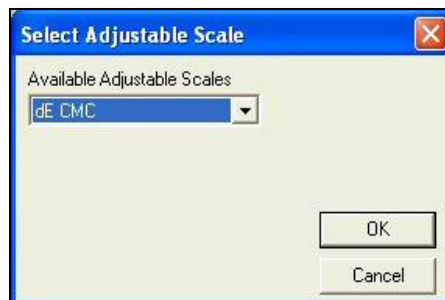 Select Adjustable Scale
Available Adjustable Scales
dE CMC
OK
Cancel